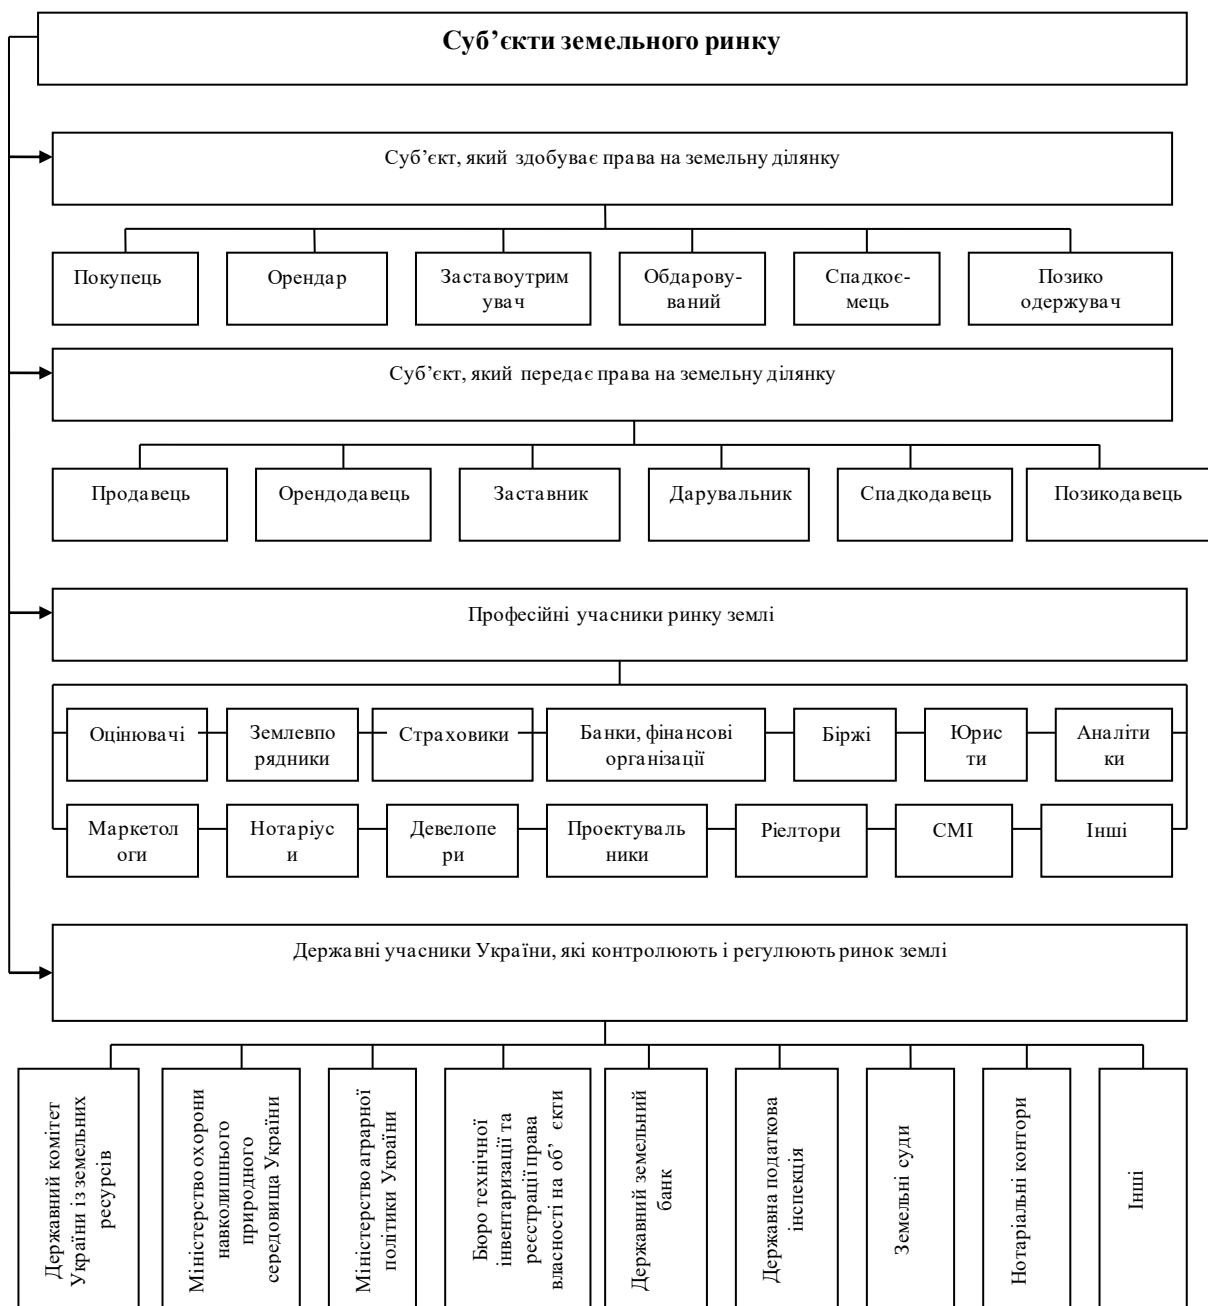 Суб’єкти земельного ринку
Суб’єкт, який здобуває права на земельну ділянку
Покупець
Орендар
Заставоутрим
увач
Обдарову-
ваний
Спадкоє-
мець
Позико
одержувач
Суб’єкт, який передає права на земельну ділянку
Продавець
Орендодавець
Заставник
Дарувальник
Спадкодавець
Позикодавець
Професійні учасники ринку землі
Оцінювачі
Землевпо
рядники
Страховики
Банки, фінансові
організації
Біржі
Юрис
ти
Аналіти
ки
Маркетол
оги
Нотаріус
и
Девелопе
ри
Проектуваль
ники
Ріелтори
СМІ
Інші
Державні учасники України, які контролюють і регулюють ринок землі
Державний комітет
України із земельних
ресурсів
Міністерство охорони
навколишнього
природного
середовища України
Міністерство аграрної
політики України
Бюро технічної
інвентаризації та
реєстрації права
власності на об’ єкти
Державний земельний
банк
Державна податкова
інспекція
Земельні суди
Нотаріальні контори
Інші